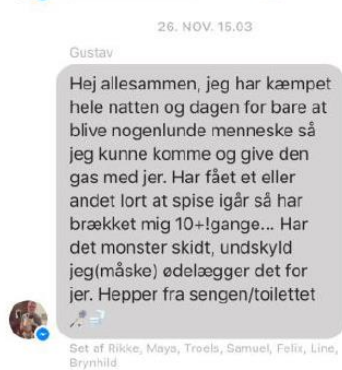 26. NOV. 15.03
Gustav
Hej allesammen, jeg har kæmpet
hele natten og dagen for bare at
blive nogenlunde menneske så
jeg kunne komme og give den
gas med jer. Har fået et eller
andet lort at spise igår så har
brækket mig 10+!gange... Har
det monster skidt, undskyld
jeg(måske) ødelægger det for
jer. Hepper fra sengen/toilettet
Set af Rikke, Maya, Troels, Samuel, Felix, Line,
Brynhild